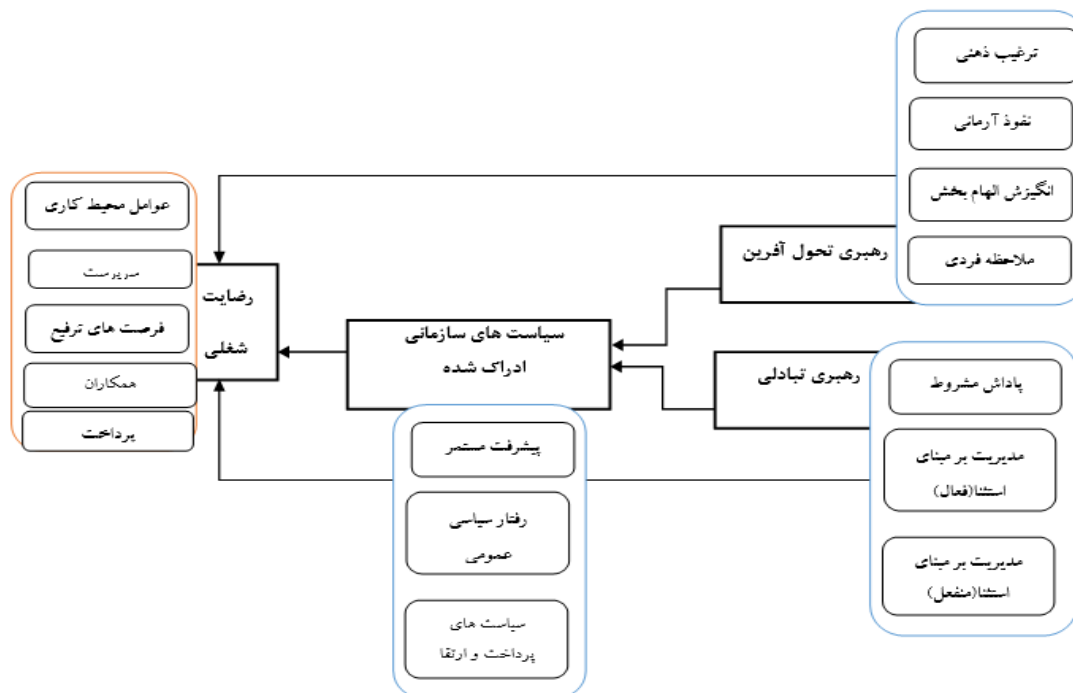 ترغیب ذهنی
نفوذ آرمانی
انگیزش الهام بخش
ملاحظه فردی
رهبری تحول آفرین
پاداش مشروط
مدیریت بر مبنای
استثنا(فعال)
مدیریت بر مبنای
استثنا(منفعل)
رهبری تبادلی
سیاست های سازمانی
ادراک شده
پیشرفت مستمر
رفتار سیاسی
عمومی
سیاست های
پرداخت و ارتقا
رضایت
شغلی
عوامل محیط کاری
سرپرست
فرصت های ترفیع
همکاران
پرداخت